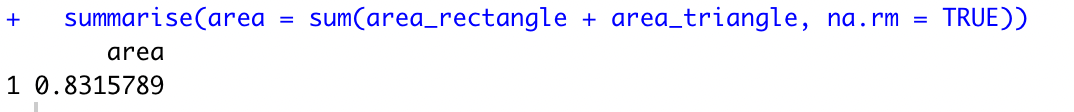 +   summarise(area = sum(area_rectangle + area_triangle, na.rm = TRUE))
       area
1 0.8315789